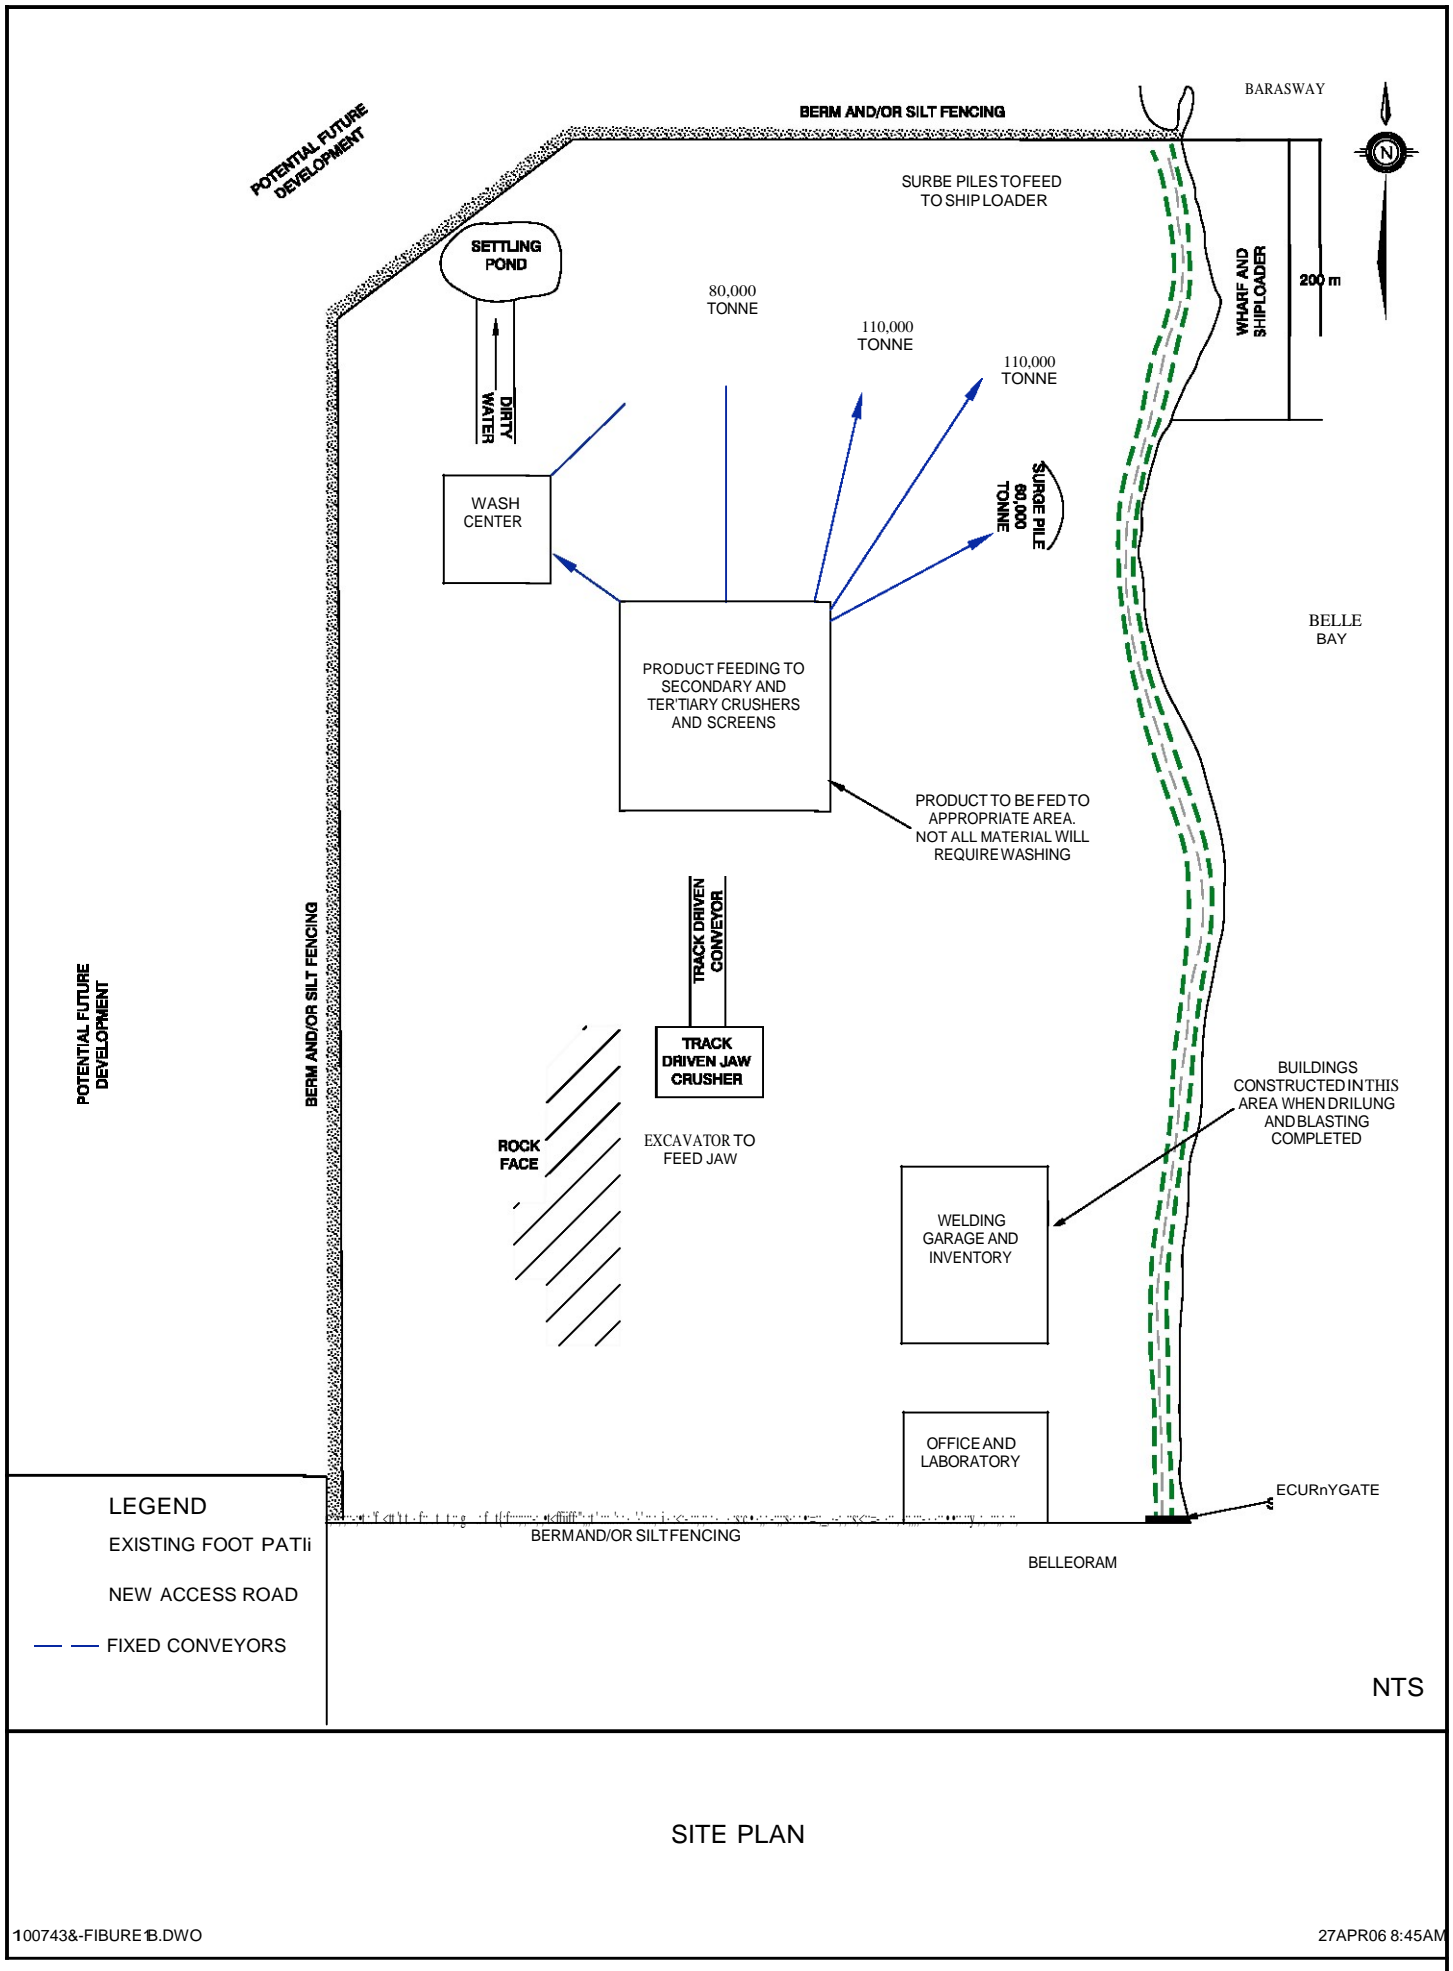 BARASWAY
BERM AND/OR SILT FENCING
POTENTIAL FUTURE
DEVELOPMENT
N
SURBE PILES TO FEED
TO SHIP LOADER
SETTLING
POND
WHARF AND
SHIPLOADER
200 m
80,000
TONNE
110,000
TONNE
110,000
TONNE
DIRTY
WATER
SURGE PILE
60,000
TONNE
WASH
CENTER
BELLE
BAY
PRODUCT FEEDING TO
SECONDARY AND
TER'TIARY CRUSHERS
AND SCREENS
PRODUCT TO BE FED TO
APPROPRIATE AREA.
NOT ALL MATERIAL WILL
REQUIRE WASHING
TRACK DRIVEN
CONVEYOR
BERM AND/OR SILT FENCING
POTENTIAL FUTURE
DEVELOPMENT
TRACK
DRIVEN JAW
CRUSHER
BUILDINGS
CONSTRUCTED IN THIS
AREA WHEN DRILUNG
AND BLASTING
COMPLETED
ROCK
FACE
EXCAVATOR TO
FEED JAW
WELDING
GARAGE AND
INVENTORY
OFFICE AND
LABORATORY
ECURnYGATE
BERMAND/OR SILTFENCING
BELLEORAM
LEGEND
EXISTING FOOT PATIi
NEW ACCESS ROAD
FIXED CONVEYORS
NTS
SITE PLAN
100743&-FIBURE1B.DWO
27APR06 8:45AM